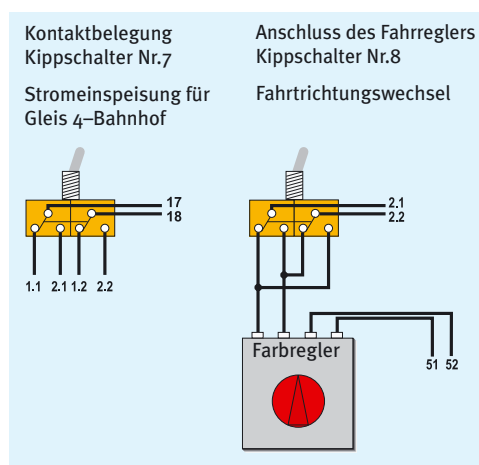 Kontaktbelegung
Kippschalter Nr.7
Stromeinspeisung für
Gleis 4–Bahnhof
17
18
1.1 2.1 1.2 2.2
Anschluss des Fahrreglers
Kippschalter Nr.8
Fahrtrichtungswechsel
2.1
2.2
Farbregler
51 52